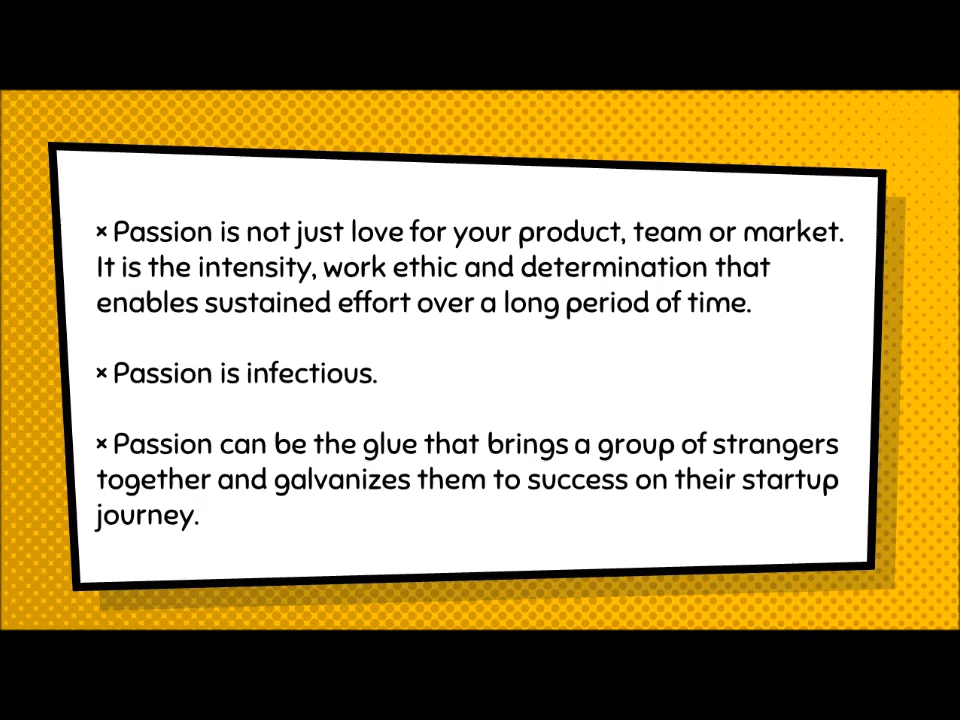 × Passion is not just love for your product, team or market.
It is the intensity, work ethic and determination that
enables sustained effort over a long period of time.
× Passion is infectious.
× Passion can be the glue that brings a group of strangers
together and galvanizes them to success on their startup
journey.